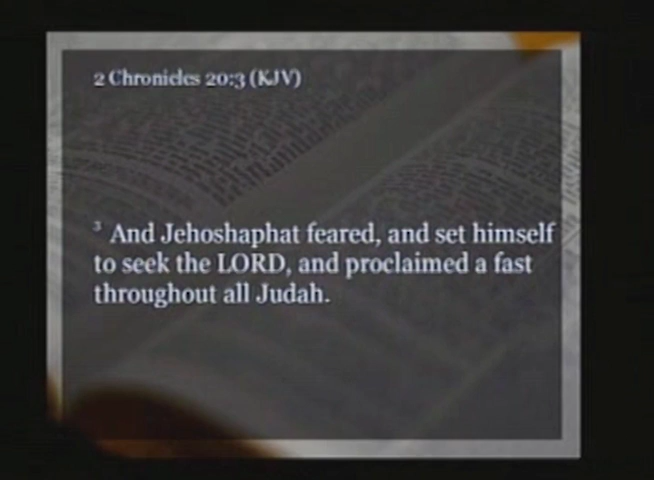 2 Chronicles 20:3 (KJV)
3 And Jehoshaphat feared, and set himself
to seek the LORD, and proclaimed a fast
throughout all Judah.